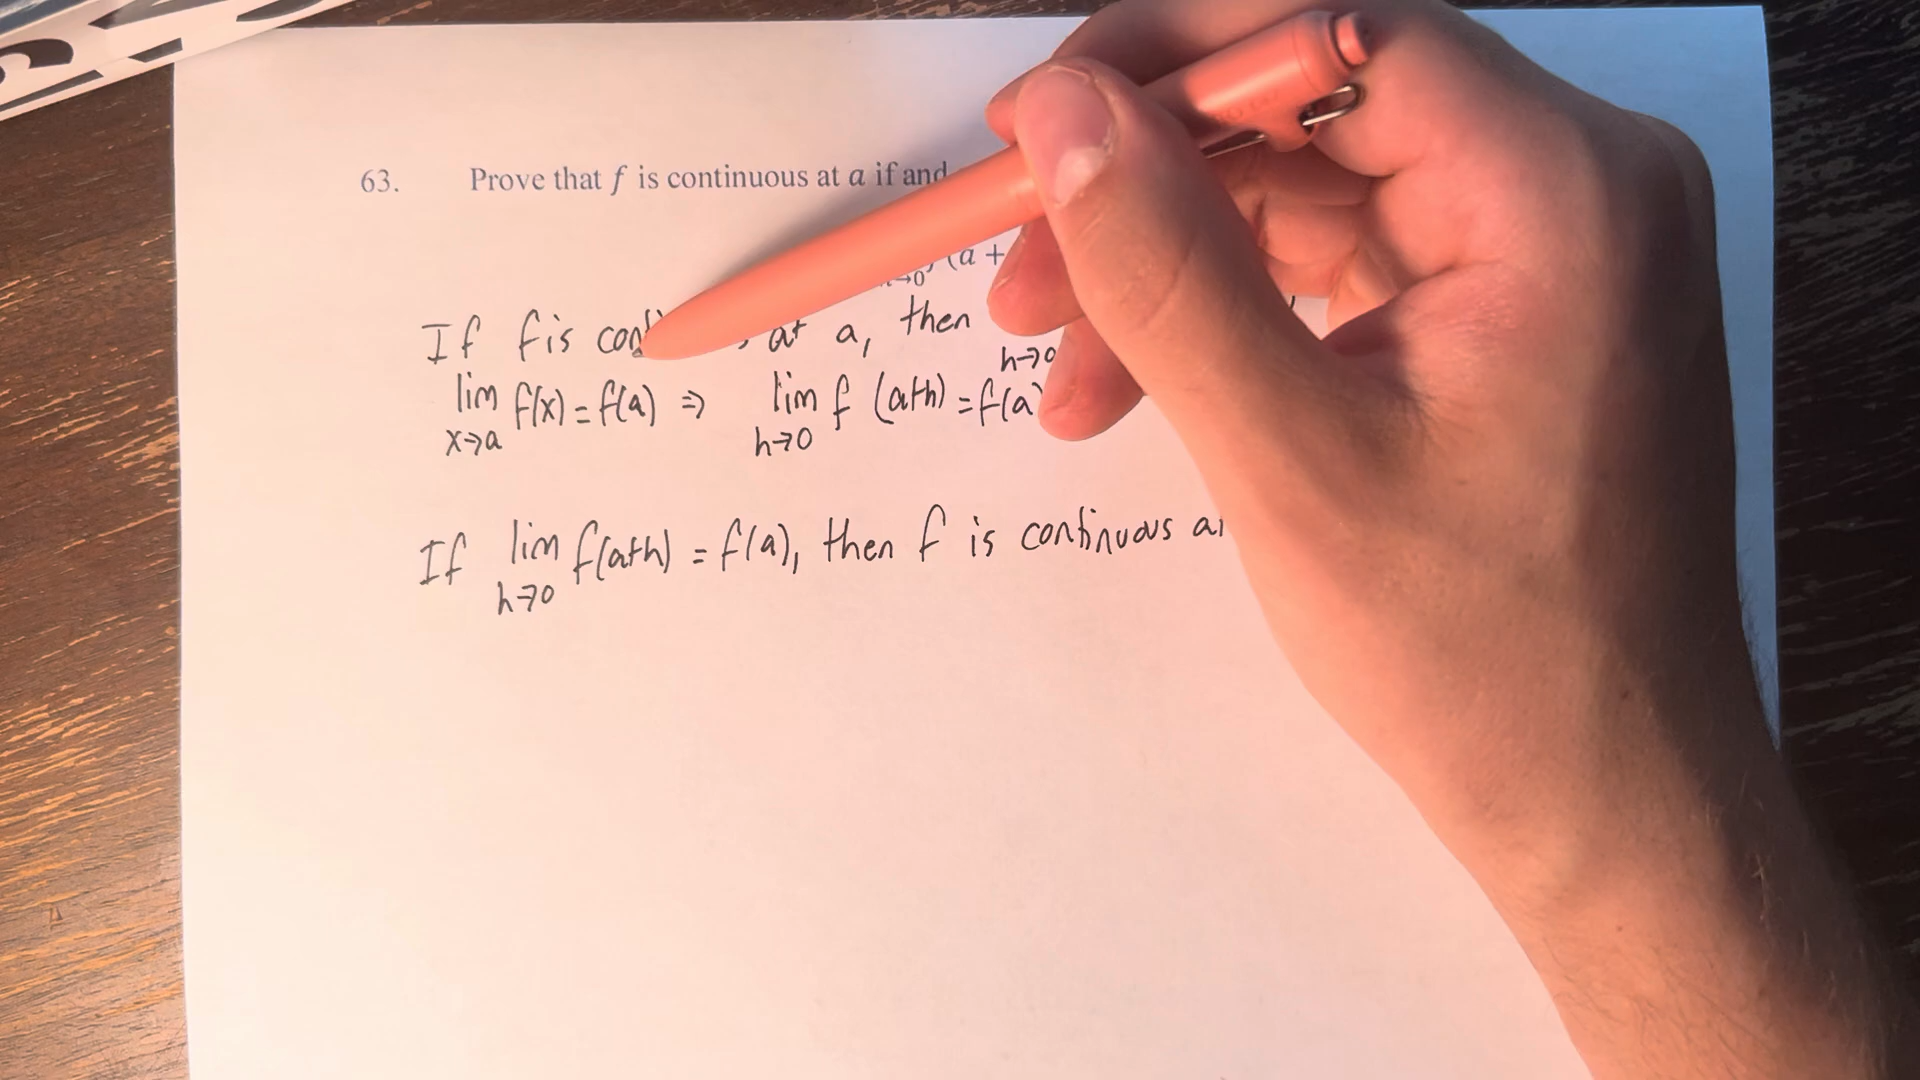 63. Prove that f is continuous at a if and
(a +
→0
If f is at a, then
h→0
lim f(x) = f(a) ⇒ lim f (a+h) = f(a)
x→a h→0
If lim f(a+h) = f(a), then f is continuous
h→0